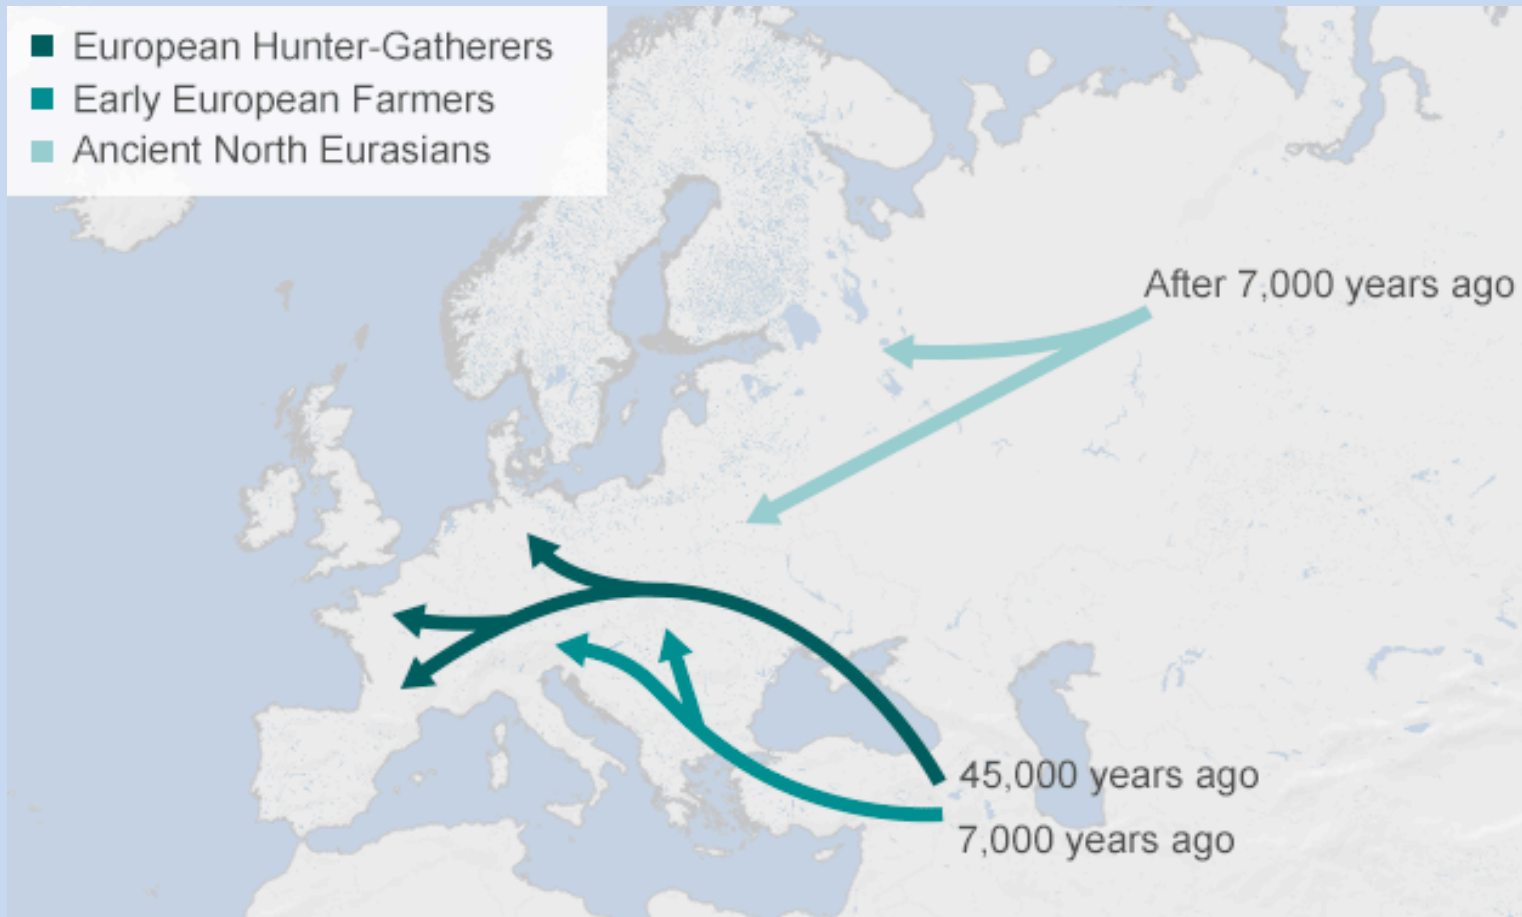 European Hunter-Gatherers
Early European Farmers
Ancient North Eurasians
After 7,000 years ago
45,000 years ago
7,000 years ago